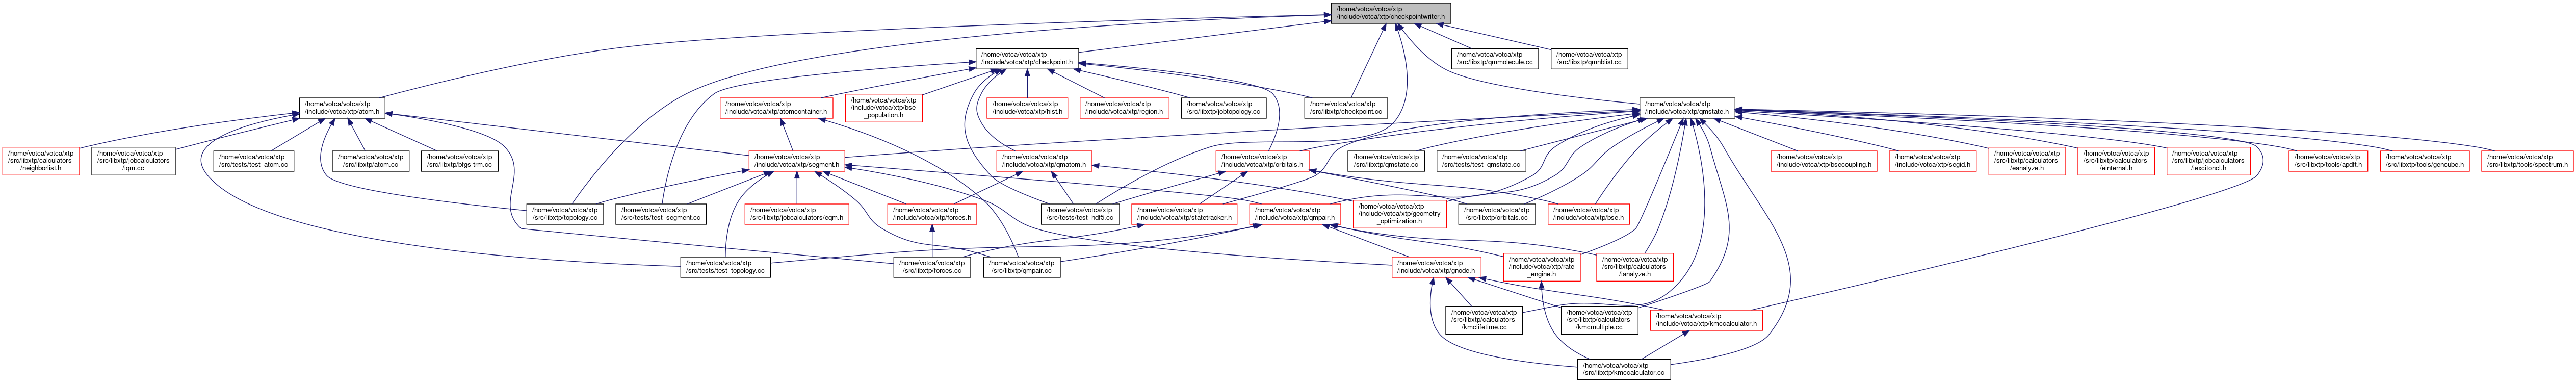 /home/votca/votca/xtp
/include/votca/xtp/checkpointwriter.h
/home/votca/votca/xtp
/include/votca/xtp/checkpoint.h
/home/votca/votca/xtp
/src/libxtp/qmmolecule.cc
/home/votca/votca/xtp
/src/libxtp/qmnblist.cc
/home/votca/votca/xtp
/include/votca/xtp/atom.h
/home/votca/votca/xtp
/include/votca/xtp/atomcontainer.h
/home/votca/votca/xtp
/include/votca/xtp/bse
_population.h
/home/votca/votca/xtp
/include/votca/xtp/hist.h
/home/votca/votca/xtp
/include/votca/xtp/region.h
/home/votca/votca/xtp
/src/libxtp/jobtopology.cc
/home/votca/votca/xtp
/src/libxtp/checkpoint.cc
/home/votca/votca/xtp
/include/votca/xtp/qmstate.h
/home/votca/votca/xtp
/src/libxtp/calculators
/neighborlist.h
/home/votca/votca/xtp
/src/libxtp/jobcalculators
/iqm.cc
/home/votca/votca/xtp
/src/tests/test_atom.cc
/home/votca/votca/xtp
/src/libxtp/atom.cc
/home/votca/votca/xtp
/src/libxtp/bfgs-trm.cc
/home/votca/votca/xtp
/include/votca/xtp/segment.h
/home/votca/votca/xtp
/include/votca/xtp/qmatom.h
/home/votca/votca/xtp
/include/votca/xtp/orbitals.h
/home/votca/votca/xtp
/src/libxtp/qmstate.cc
/home/votca/votca/xtp
/src/tests/test_qmstate.cc
/home/votca/votca/xtp
/include/votca/xtp/bsecoupling.h
/home/votca/votca/xtp
/include/votca/xtp/segid.h
/home/votca/votca/xtp
/src/libxtp/calculators
/eanalyze.h
/home/votca/votca/xtp
/src/libxtp/calculators
/einternal.h
/home/votca/votca/xtp
/src/libxtp/jobcalculators
/iexcitoncl.h
/home/votca/votca/xtp
/src/libxtp/tools/apdft.h
/home/votca/votca/xtp
/src/libxtp/tools/gencube.h
/home/votca/votca/xtp
/src/libxtp/tools/spectrum.h
/home/votca/votca/xtp
/src/libxtp/topology.cc
/home/votca/votca/xtp
/src/tests/test_segment.cc
/home/votca/votca/xtp
/src/libxtp/jobcalculators/eqm.h
/home/votca/votca/xtp
/include/votca/xtp/forces.h
/home/votca/votca/xtp
/src/tests/test_hdf5.cc
/home/votca/votca/xtp
/include/votca/xtp/statetracker.h
/home/votca/votca/xtp
/include/votca/xtp/qmpair.h
/home/votca/votca/xtp
/include/votca/xtp/geometry
_optimization.h
/home/votca/votca/xtp
/src/libxtp/orbitals.cc
/home/votca/votca/xtp
/include/votca/xtp/bse.h
/home/votca/votca/xtp
/src/tests/test_topology.cc
/home/votca/votca/xtp
/src/libxtp/forces.cc
/home/votca/votca/xtp
/src/libxtp/qmpair.cc
/home/votca/votca/xtp
/include/votca/xtp/gnode.h
/home/votca/votca/xtp
/include/votca/xtp/rate
_engine.h
/home/votca/votca/xtp
/src/libxtp/calculators
/ianalyze.h
/home/votca/votca/xtp
/src/libxtp/calculators
/kmclifetime.cc
/home/votca/votca/xtp
/src/libxtp/calculators
/kmcmultiple.cc
/home/votca/votca/xtp
/include/votca/xtp/kmccalculator.h
/home/votca/votca/xtp
/src/libxtp/kmccalculator.cc